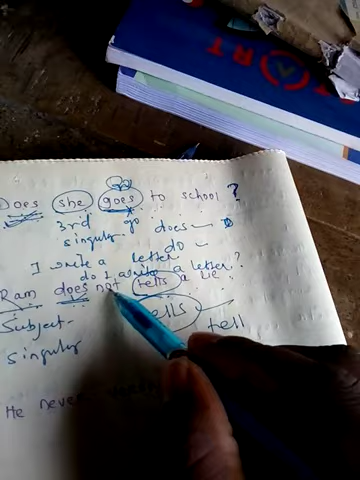 Does she goes to school?
3rd go does
singular do
I write a letter
do I write a letter?
Ram does not tells a lie.
Subject tells tell
singular
He never